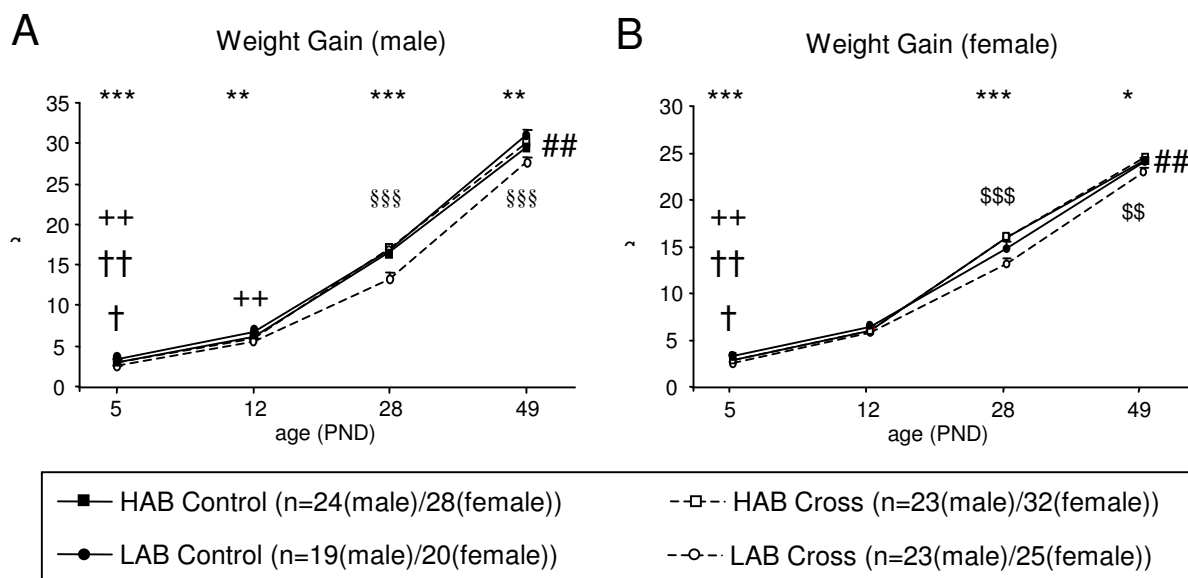 A
Weight Gain (male)
*** ** *** **
35
30
25
20
15
10
5
0
##
§§§ §§§
++
††
†
++
5 12 28 49
age (PND)
B
Weight Gain (female)
*** *** *
30
25
20
15
10
5
0
##
$$$ $$
++
††
†
5 12 28 49
age (PND)
HAB Control (n=24(male)/28(female))
HAB Cross (n=23(male)/32(female))
LAB Control (n=19(male)/20(female))
LAB Cross (n=23(male)/25(female))